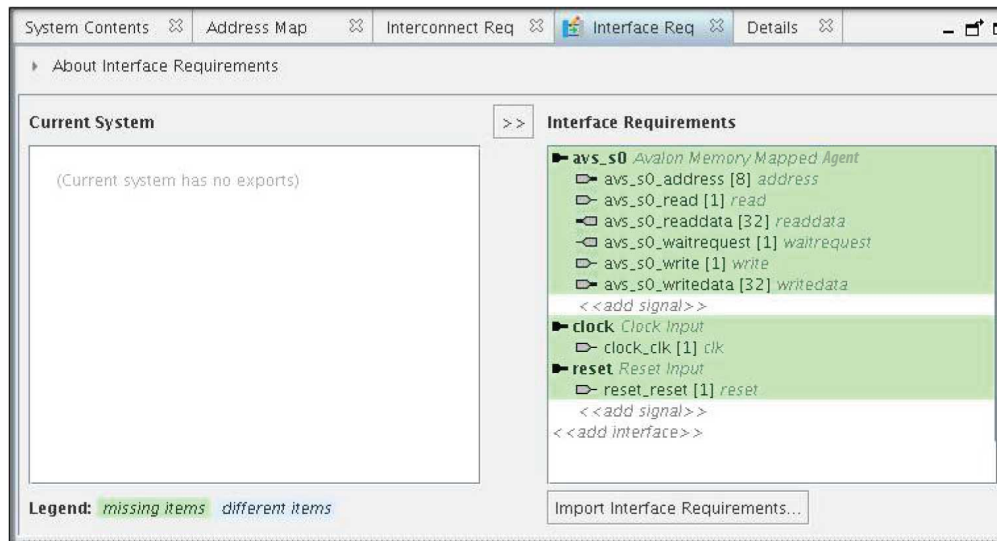 System Contents Address Map Interconnect Req Interface Req Details
About Interface Requirements
Current System >> Interface Requirements
(Current system has no exports)
avs_s0 Avalon Memory Mapped Agent
avs_s0_address [8] address
avs_s0_read [1] read
avs_s0_readdata [32] readdata
avs_s0_waitrequest [1] waitrequest
avs_s0_write [1] write
avs_s0_writedata [32] writedata
<<add signal>>
clock Clock Input
clock_clk [1] clk
reset Reset Input
reset_reset [1] reset
<<add signal>>
<<add interface>>
Legend: missing items different items
Import Interface Requirements...